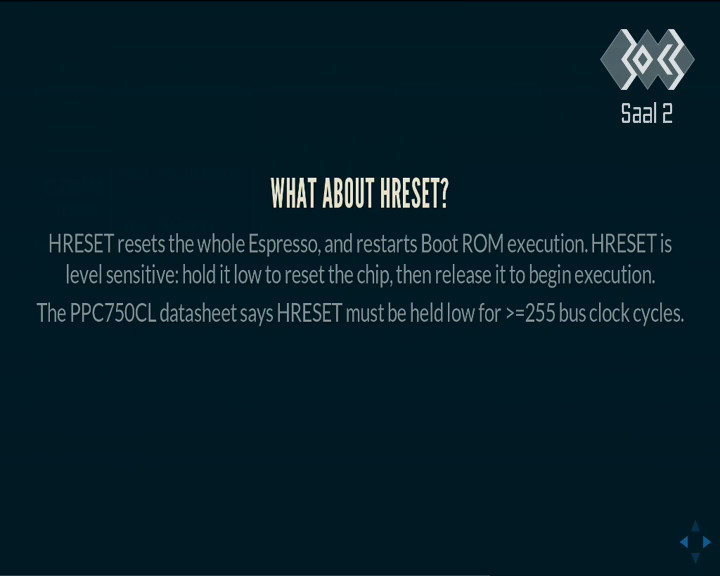 Saal 2
WHAT ABOUT HRESET?
HRESET resets the whole Espresso, and restarts Boot ROM execution. HRESET is
level sensitive: hold it low to reset the chip, then release it to begin execution.
The PPC750CL datasheet says HRESET must be held low for >=255 bus clock cycles.